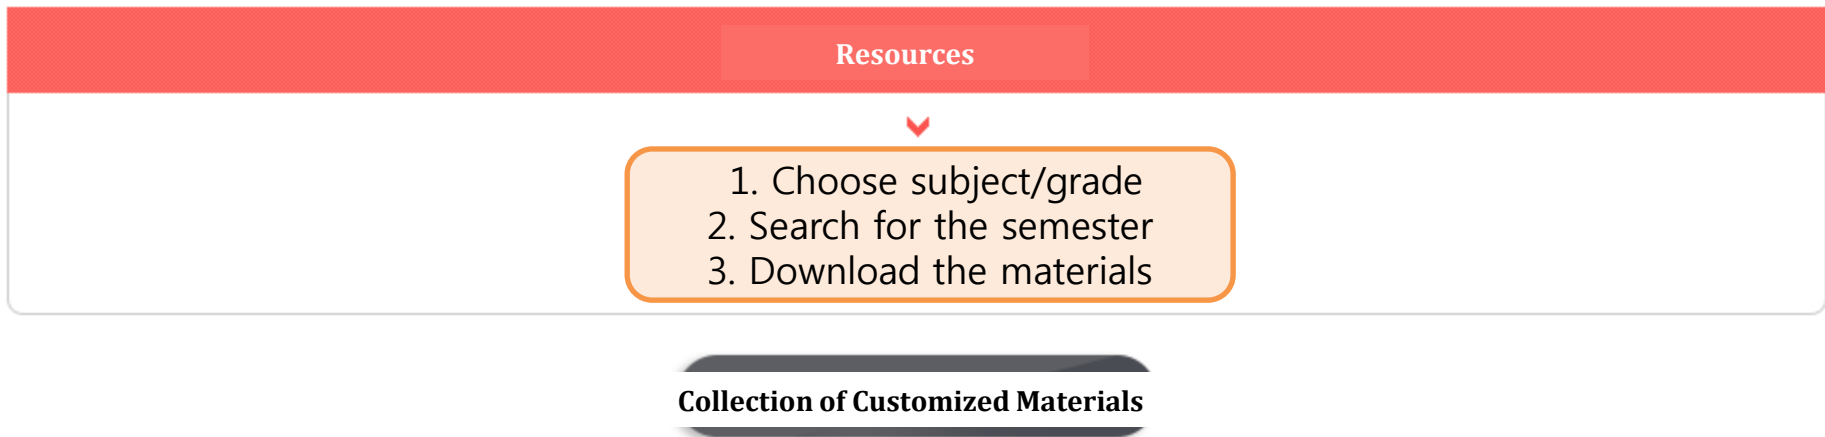 Resources
1. Choose subject/grade
2. Search for the semester
3. Download the materials
Collection of Customized Materials